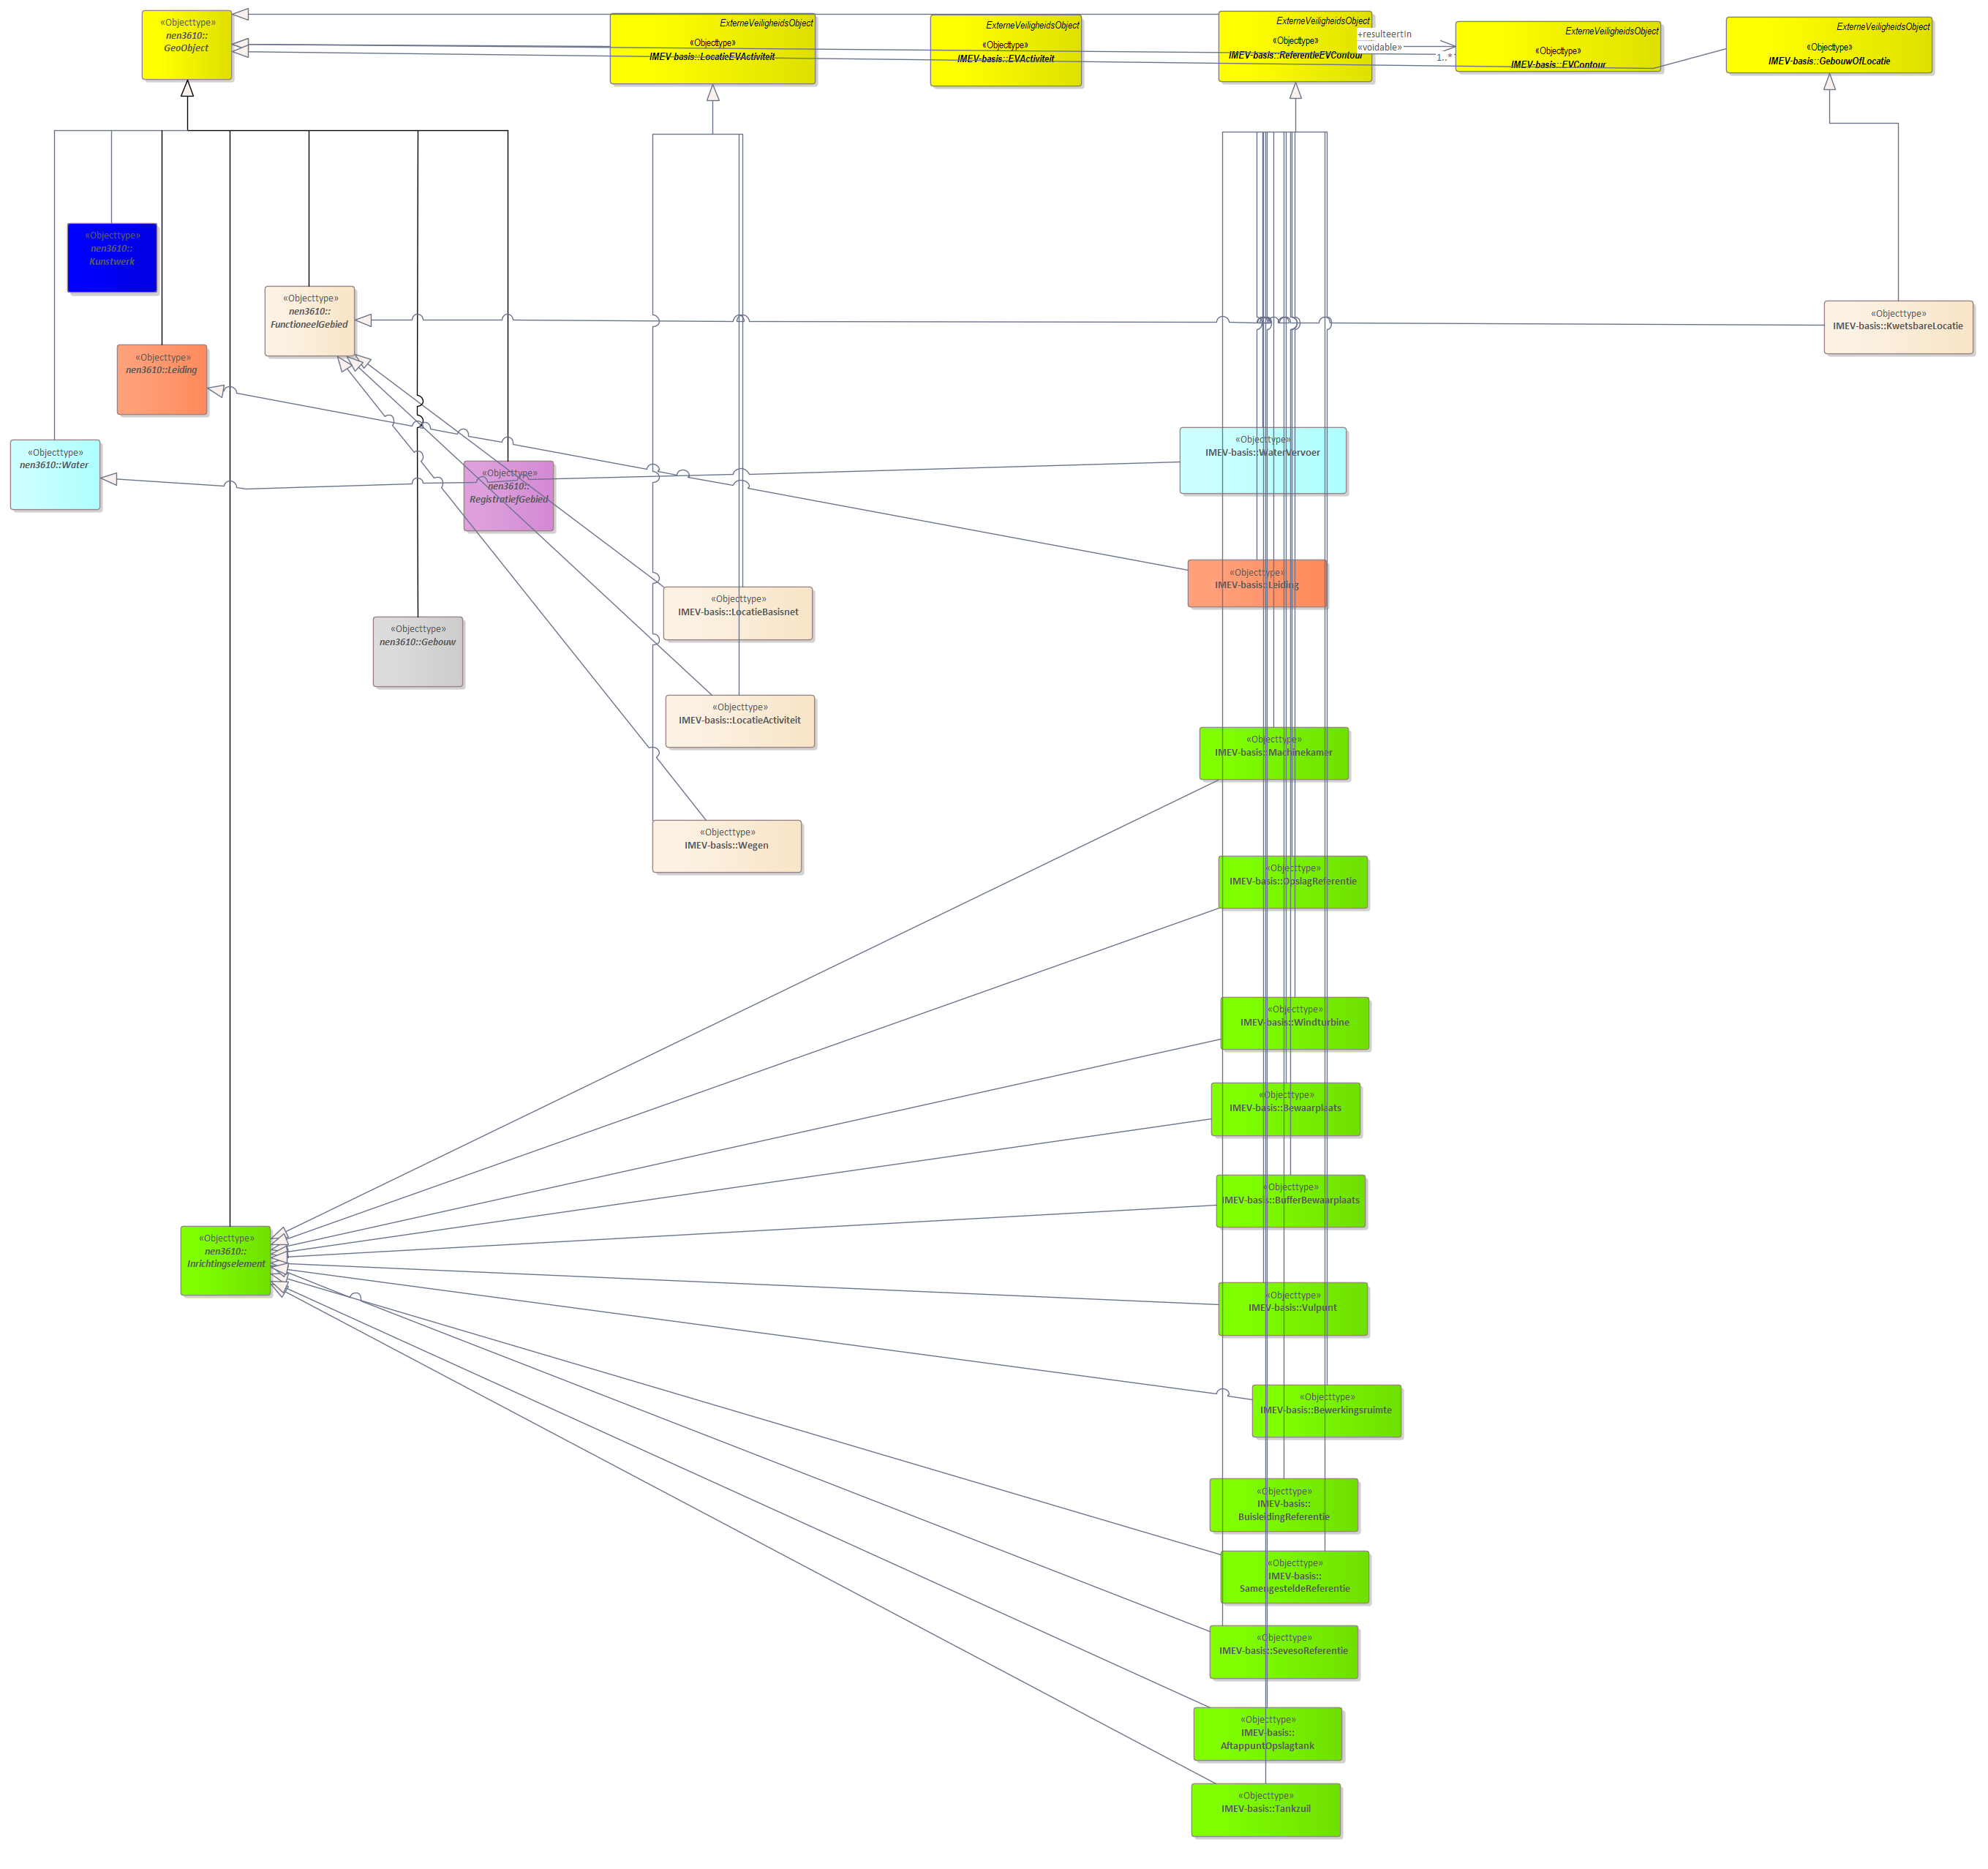 «Objecttype»
nen3610::
GeoObject
ExterneVeiligheidsObject
«Objecttype»
IMEV-basis::LocatieEVActiviteit
ExterneVeiligheidsObject
«Objecttype»
IMEV-basis::EVActiviteit
ExterneVeiligheidsObject
«Objecttype»
IMEV-basis::ReferentieEVContour
+resulteertIn
«voidable»
1..*
ExterneVeiligheidsObject
«Objecttype»
IMEV-basis::EVContour
ExterneVeiligheidsObject
«Objecttype»
IMEV-basis::GebouwOfLocatie
«Objecttype»
nen3610::
Kunstwerk
«Objecttype»
nen3610::
FunctioneelGebied
«Objecttype»
IMEV-basis::KwetsbareLocatie
«Objecttype»
nen3610::Leiding
«Objecttype»
nen3610::Water
«Objecttype»
IMEV-basis::WaterVervoer
«Objecttype»
nen3610::
RegistratiefGebied
«Objecttype»
IMEV-basis::Leiding
«Objecttype»
IMEV-basis::LocatieBasisnet
«Objecttype»
nen3610::Gebouw
«Objecttype»
IMEV-basis::LocatieActiviteit
«Objecttype»
IMEV-basis::Machinekamer
«Objecttype»
IMEV-basis::Wegen
«Objecttype»
IMEV-basis::OpslagReferentie
«Objecttype»
IMEV-basis::Windturbine
«Objecttype»
IMEV-basis::Bewaarplaats
«Objecttype»
IMEV-basis::BufferBewaarplaats
«Objecttype»
nen3610::
Inrichtingselement
«Objecttype»
IMEV-basis::Vulpunt
«Objecttype»
IMEV-basis::Bewerkingsruimte
«Objecttype»
IMEV-basis::
BuisleidingReferentie
«Objecttype»
IMEV-basis::
SamengesteldeReferentie
«Objecttype»
IMEV-basis::SevesoReferentie
«Objecttype»
IMEV-basis::
AftappuntOpslagtank
«Objecttype»
IMEV-basis::Tankzuil